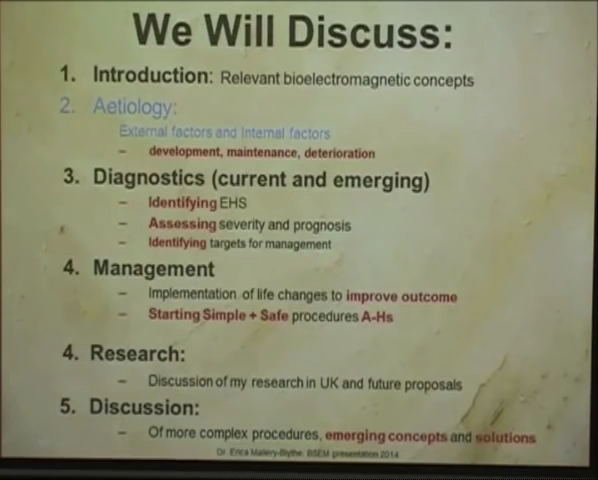 We Will Discuss:
1. Introduction: Relevant bioelectromagnetic concepts
2. Aetiology:
External factors and Internal factors
– development, maintenance, deterioration
3. Diagnostics (current and emerging)
– Identifying EHS
– Assessing severity and prognosis
– Identifying targets for management
4. Management
– Implementation of life changes to improve outcome
– Starting Simple + Safe procedures A-Hs
4. Research:
– Discussion of my research in UK and future proposals
5. Discussion:
– Of more complex procedures, emerging concepts and solutions
Dr. Erica Mallery-Blythe, BSEM presentation 2014